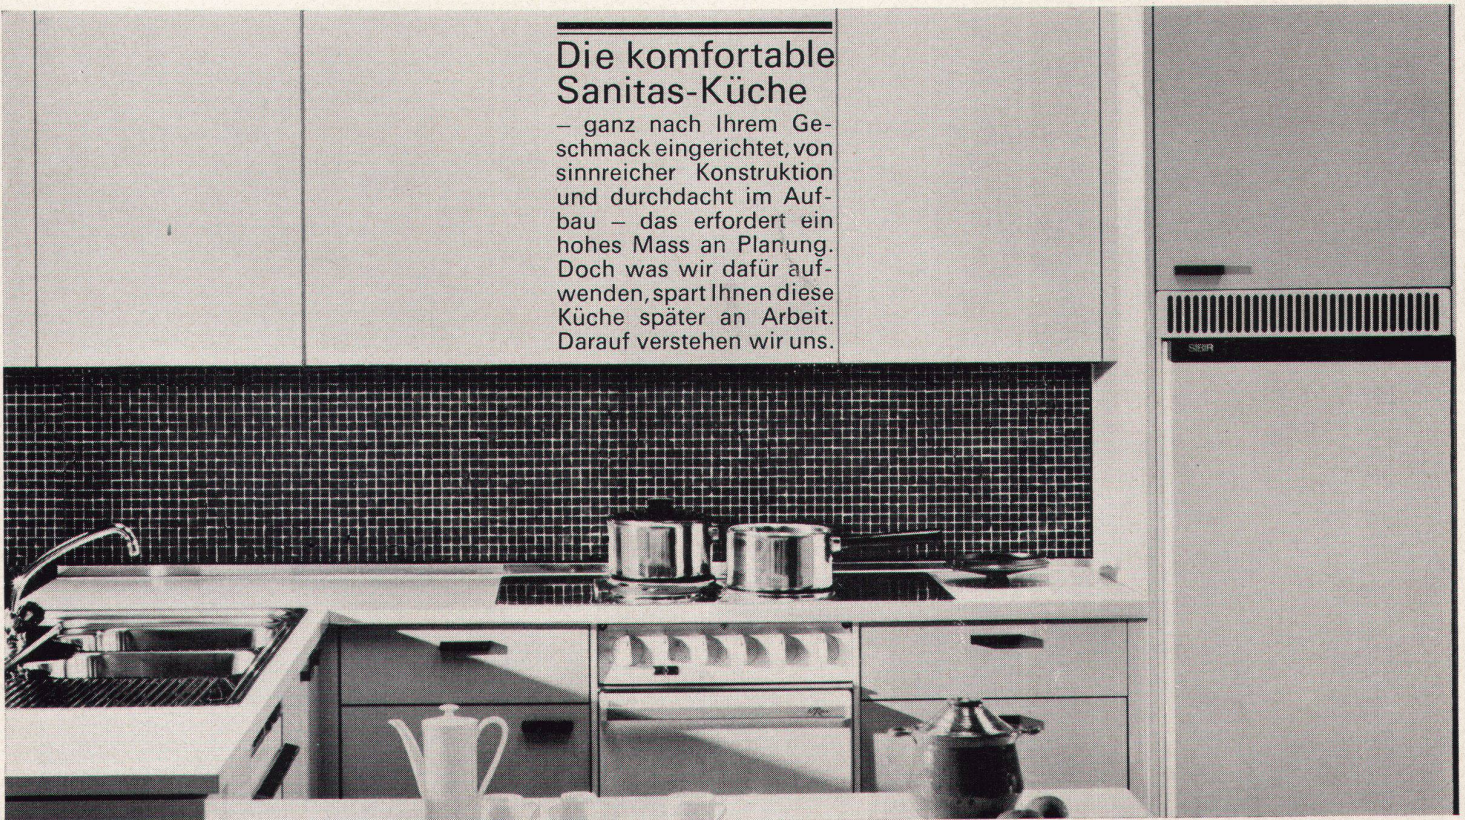 Die komfortable
Sanitas-Küche
– ganz nach Ihrem Ge-
schmack eingerichtet, von
sinnreicher Konstruktion
und durchdacht im Auf-
bau – das erfordert ein
hohes Mass an Planung.
Doch was wir dafür auf-
wenden, spart Ihnen diese
Küche später an Arbeit.
Darauf verstehen wir uns.
SIBIR